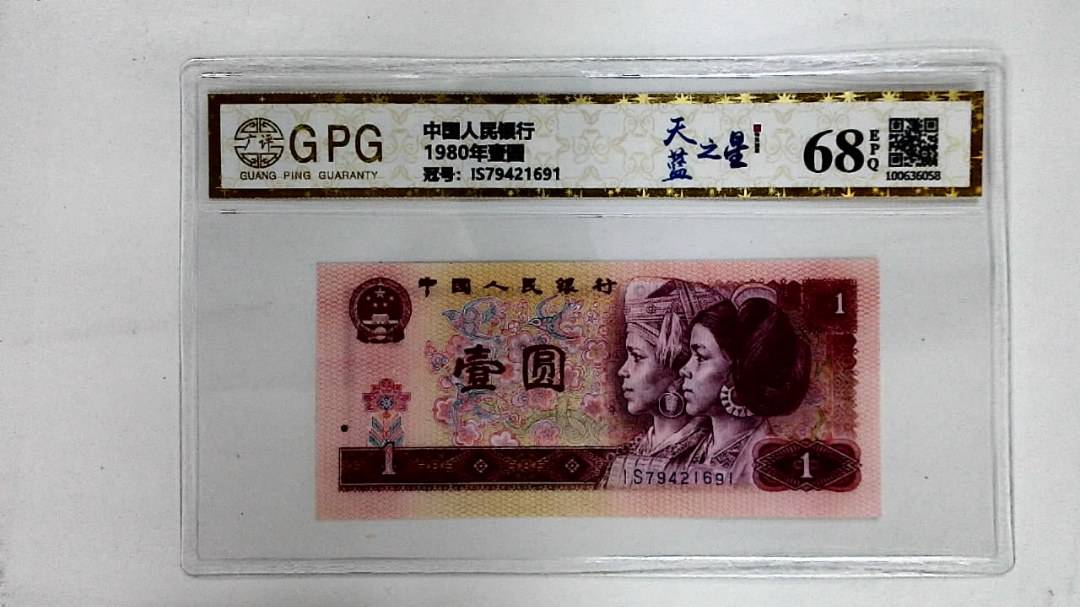 广评
GPG
GUANG PING GUARANTY
中国人民银行
1980年壹圆
冠号: IS79421691
天蓝之星
68
EPQ
100636058
中国人民银行
1
壹圆
1
IS79421691
1